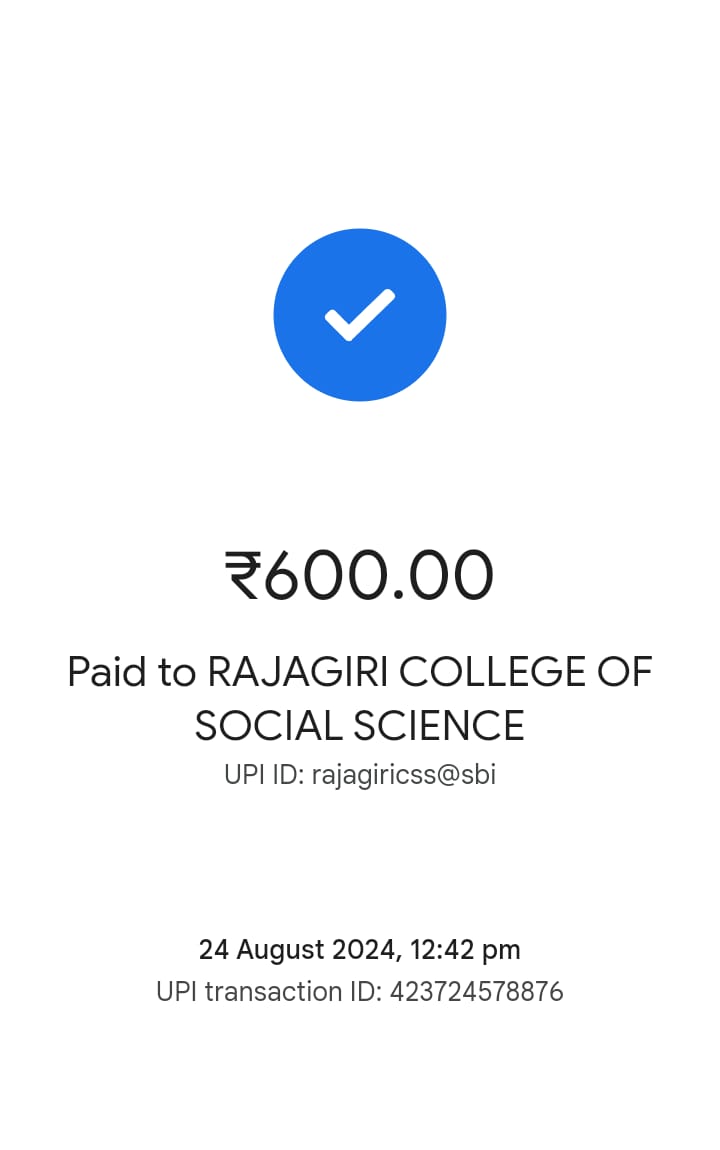 ₹600.00
Paid to RAJAGIRI COLLEGE OF
SOCIAL SCIENCE
UPI ID: rajagiricss@sbi
24 August 2024, 12:42 pm
UPI transaction ID: 423724578876